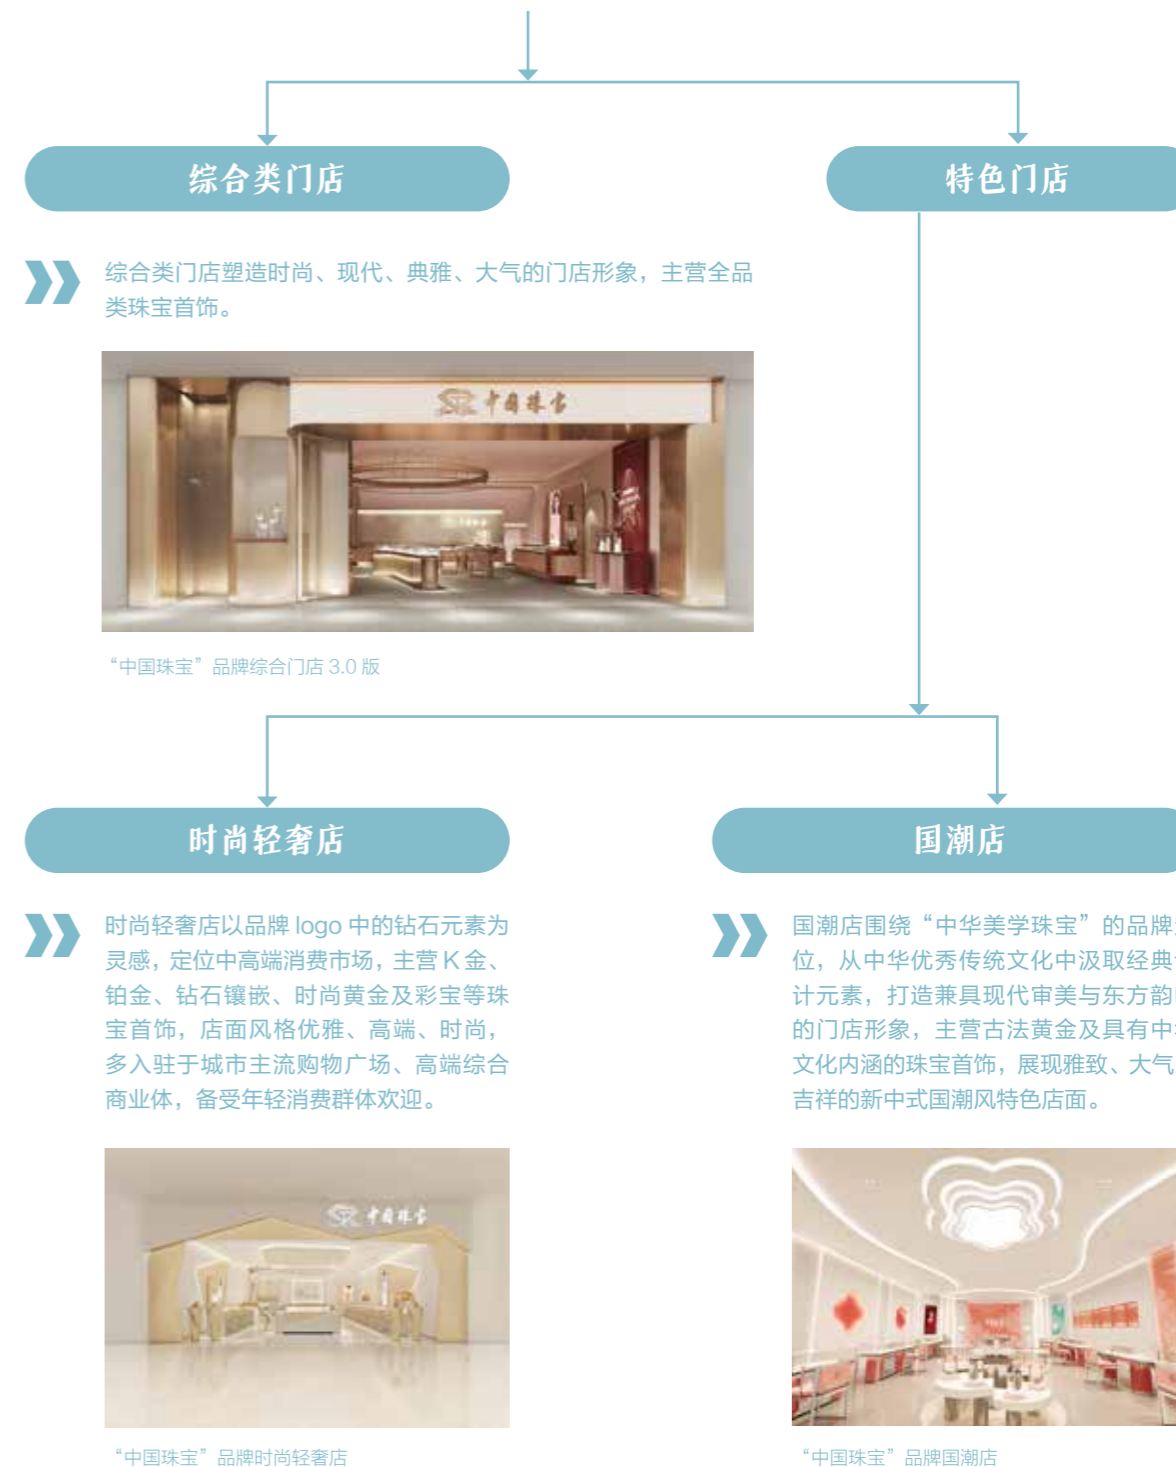 综合类门店
特色门店
综合类门店塑造时尚、现代、典雅、大气的门店形象，主营全品
类珠宝首饰。
中国珠宝
“中国珠宝”品牌综合门店 3.0 版
时尚轻奢店
国潮店
时尚轻奢店以品牌 logo 中的钻石元素为
灵感，定位中高端消费市场，主营 K 金、
铂金、钻石镶嵌、时尚黄金及彩宝等珠
宝首饰，店面风格优雅、高端、时尚，
多入驻于城市主流购物广场、高端综合
商业体，备受年轻消费群体欢迎。
国潮店围绕“中华美学珠宝”的品牌
位，从中华优秀传统文化中汲取经典
计元素，打造兼具现代审美与东方韵
的门店形象，主营古法黄金及具有中
文化内涵的珠宝首饰，展现雅致、大气
吉祥的新中式国潮风特色店面。
中国珠宝
“中国珠宝”品牌时尚轻奢店
“中国珠宝”品牌国潮店